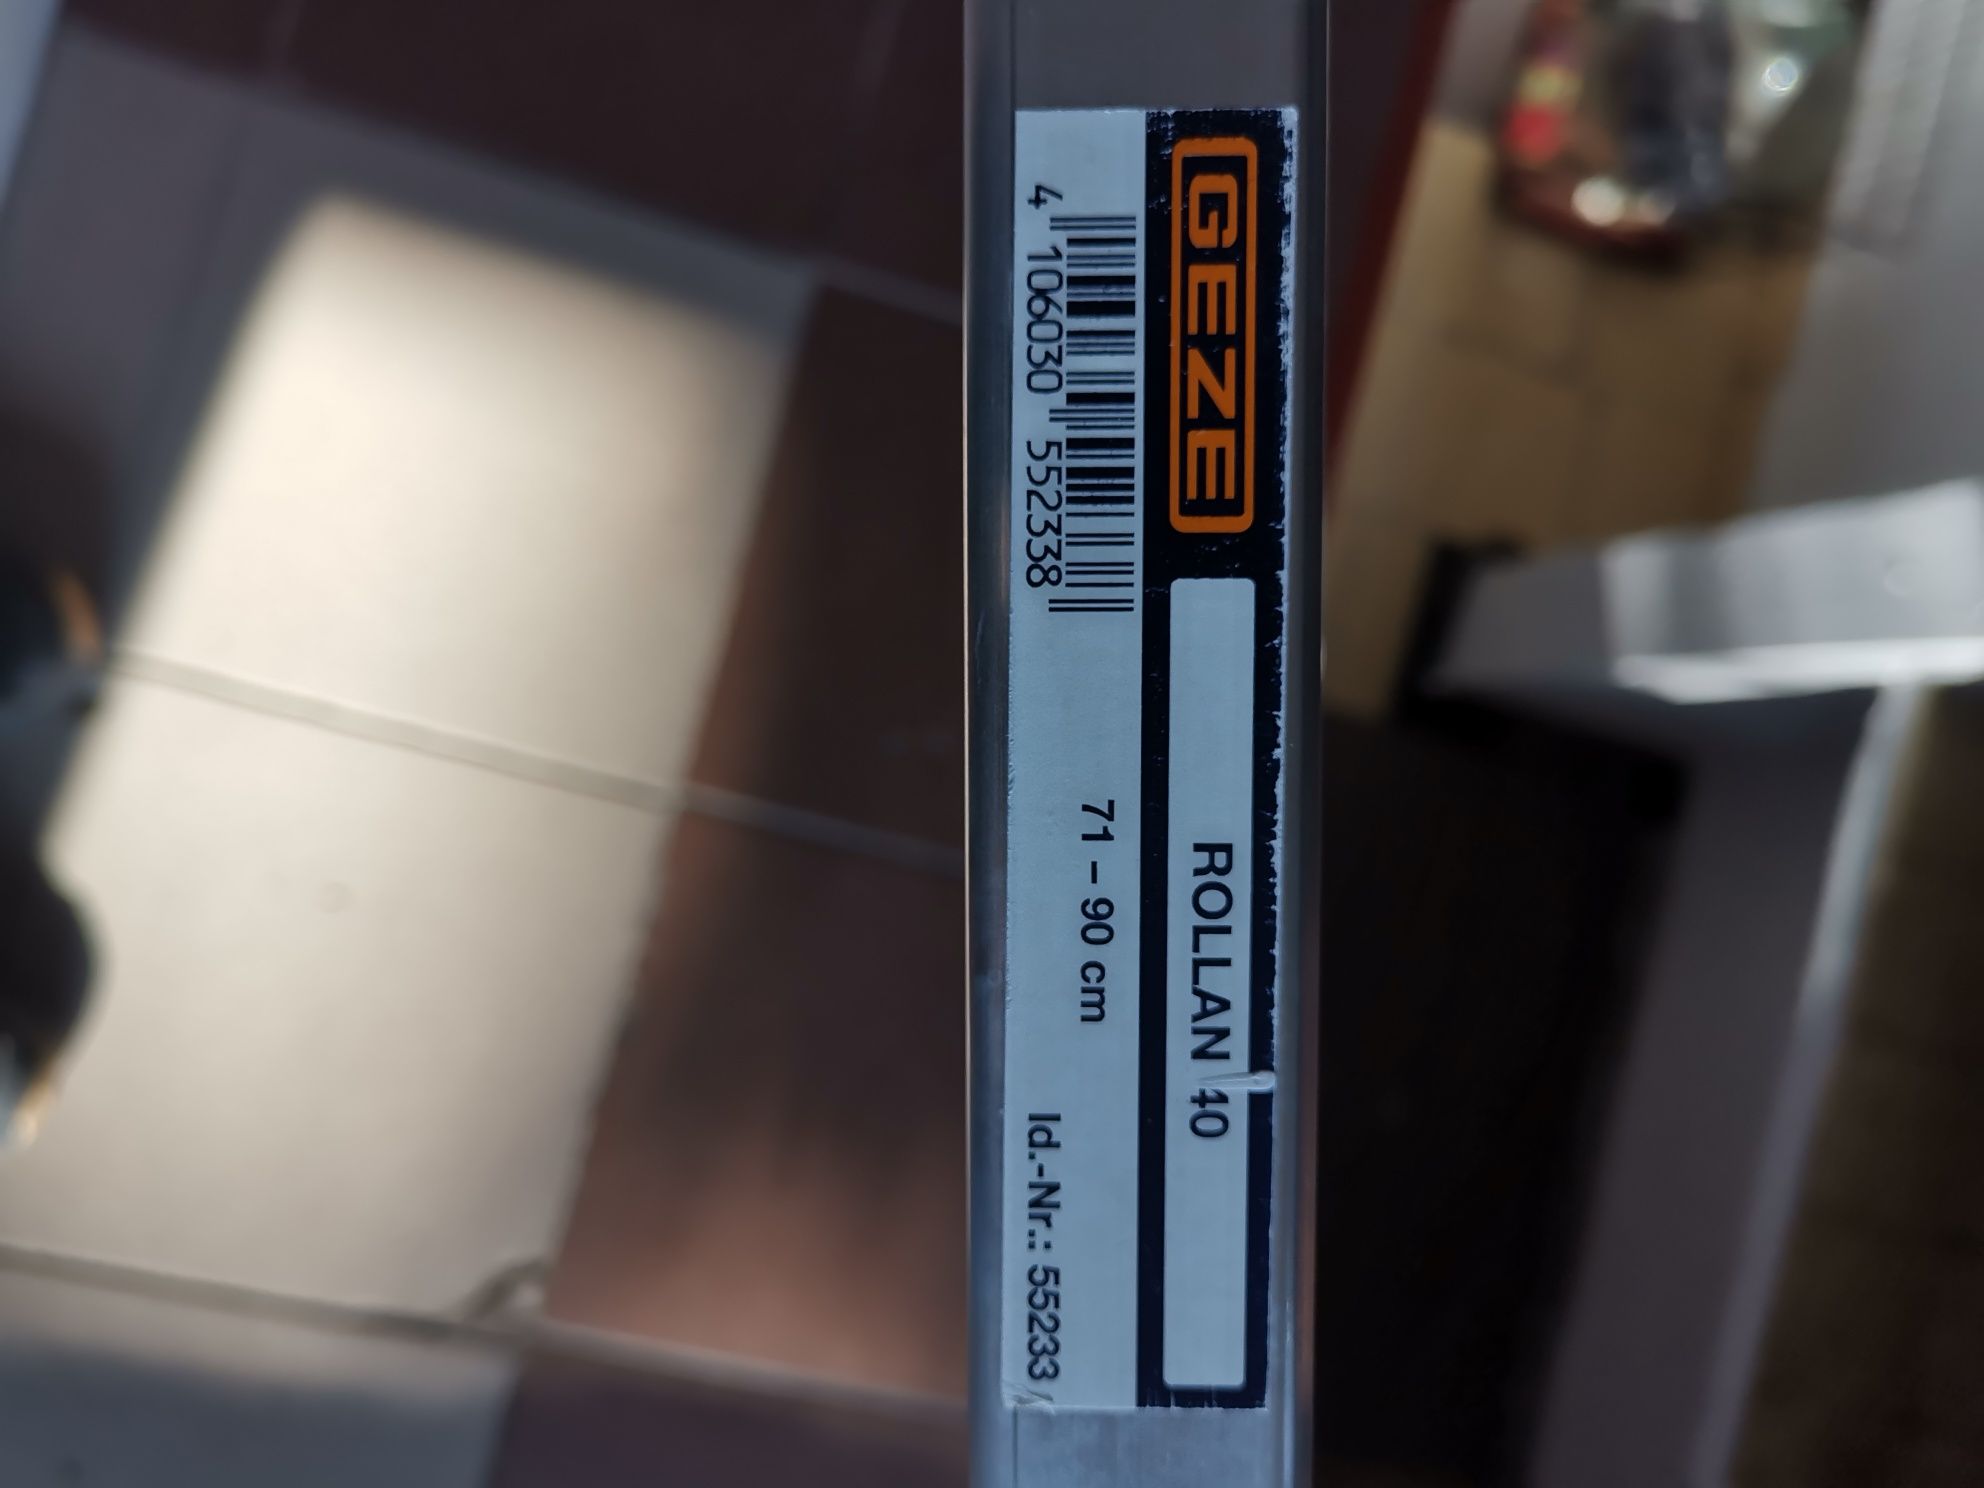 GEZE
ROLLAN 40
4 106030 552338
71 – 90 cm
Id.-Nr.: 55233